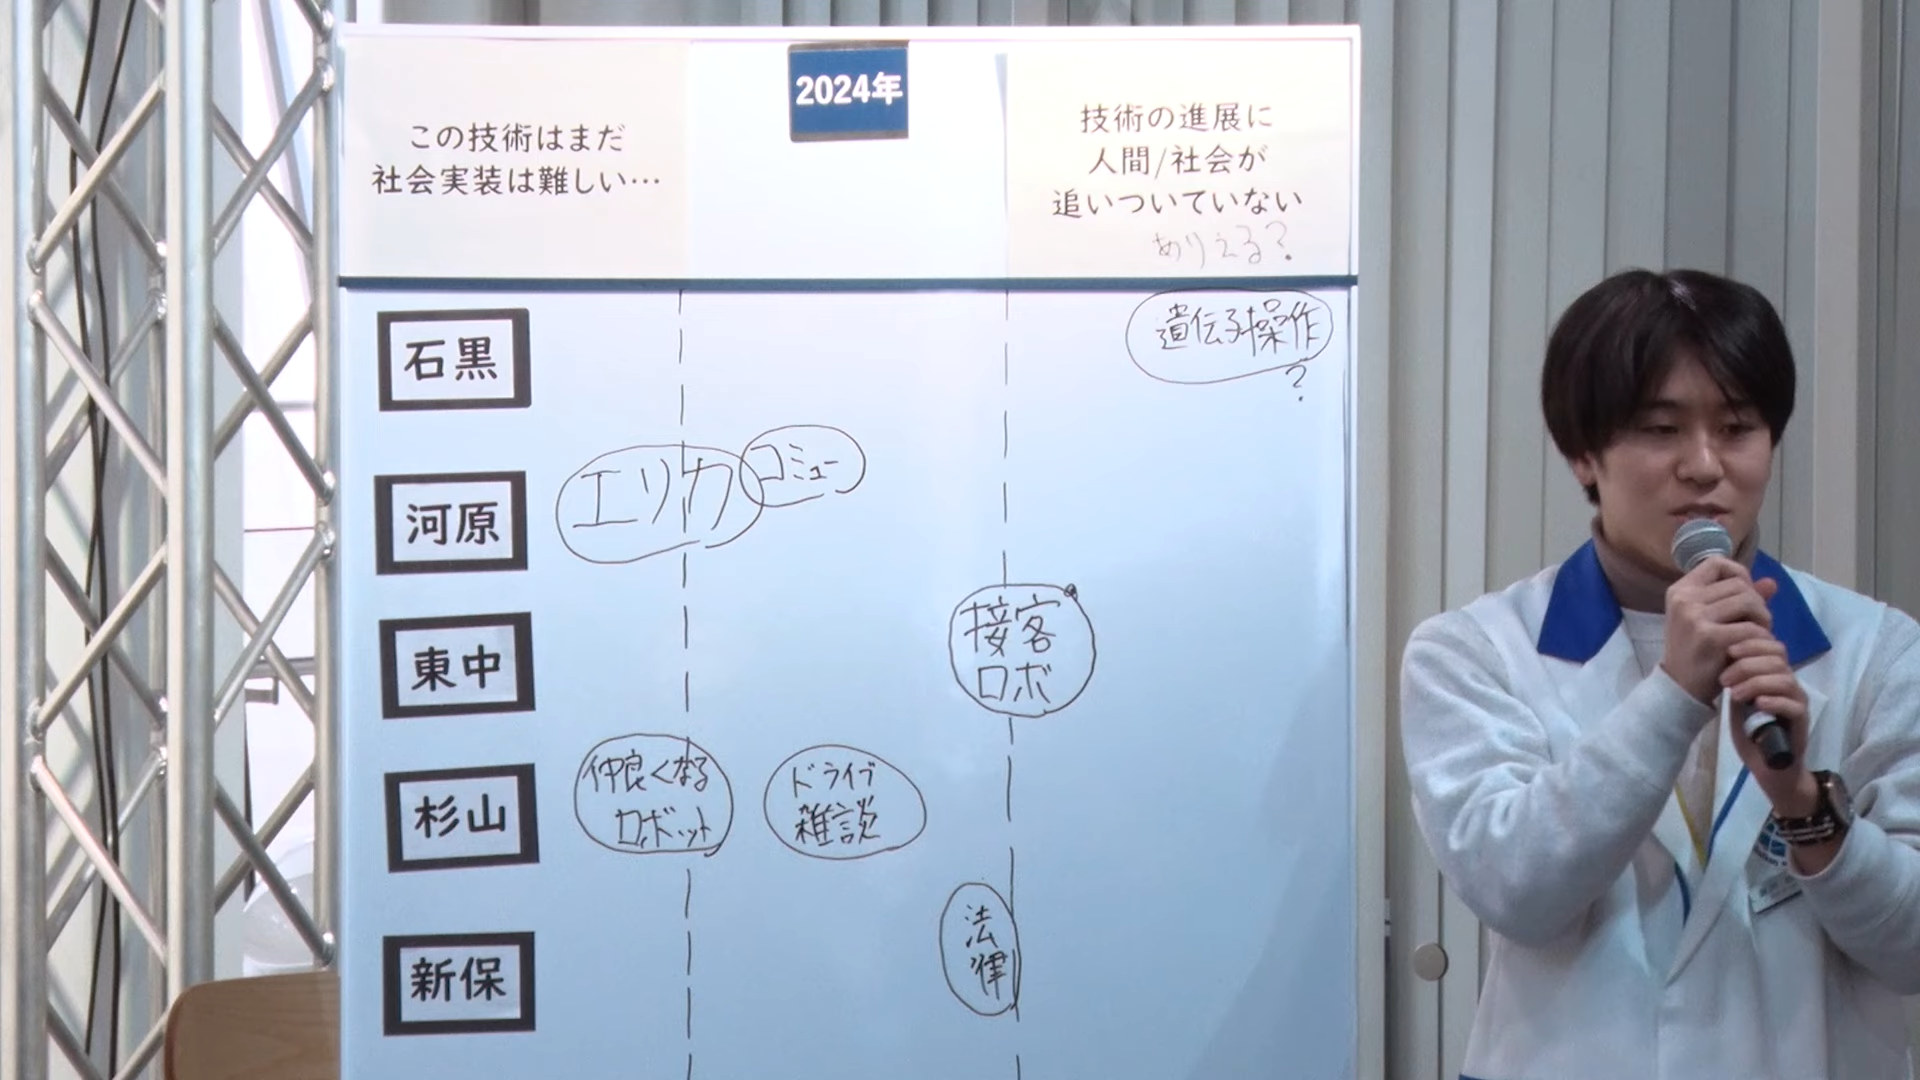 2024年
この技術はまだ
社会実装は難しい…
技術の進展に
人間/社会が
追いついていない
ありえる?
石黒
遺伝子操作
?
河原
エリカ
コミュー
東中
接客
ロボ
杉山
仲良くなる
ロボット
ドライブ
雑談
新保
法
律